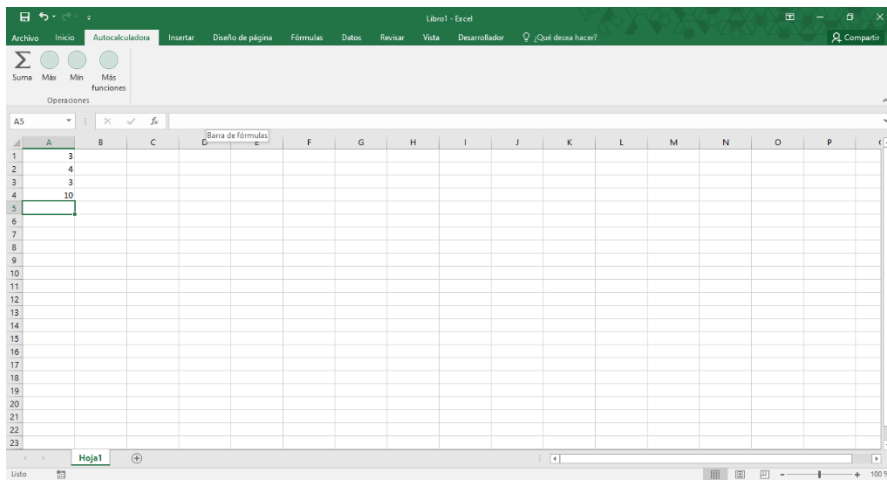 Libro1 - Excel
Archivo Inicio Autocalculadora Insertar Diseño de página Fórmulas Datos Revisar Vista Desarrollador ¿Qué desea hacer? Compartir
Σ
Suma Máx Mín Más funciones
Operaciones
A5 fx
Barra de fórmulas
A B C D E F G H I J K L M N O P
1 3
2 4
3 3
4 10
5
6
7
8
9
10
11
12
13
14
15
16
17
18
19
20
21
22
23
Hoja1
Listo 100 %